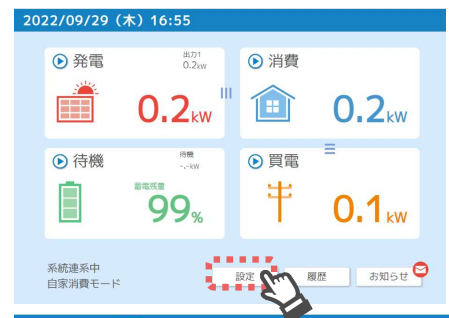 2022/09/29 (木) 16:55
発電
出力1
0.2kw
0.2kW
消費
0.2kW
待機
待機
-.-kW
蓄電残量
99%
買電
0.1kW
系統連系中
自家消費モード
設定
履歴
お知らせ